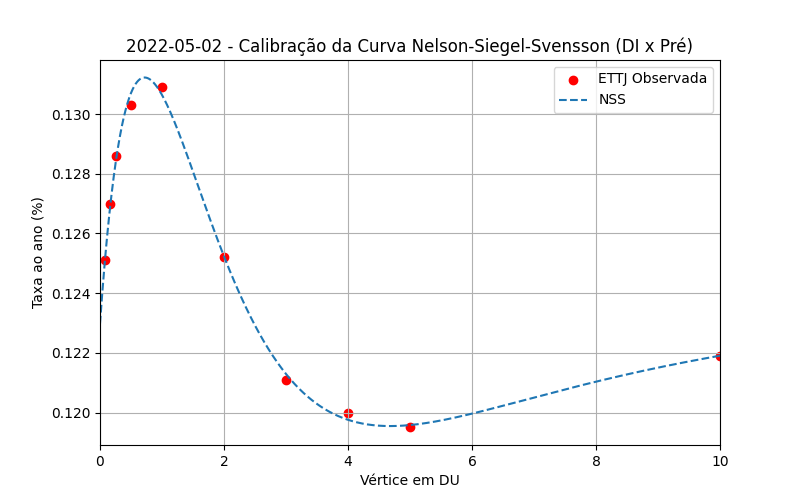 2022-05-02 - Calibração da Curva Nelson-Siegel-Svensson (DI x Pré)
ETTJ Observada
NSS
Taxa ao ano (%)
0.130
0.128
0.126
0.124
0.122
0.120
0 2 4 6 8 10
Vértice em DU